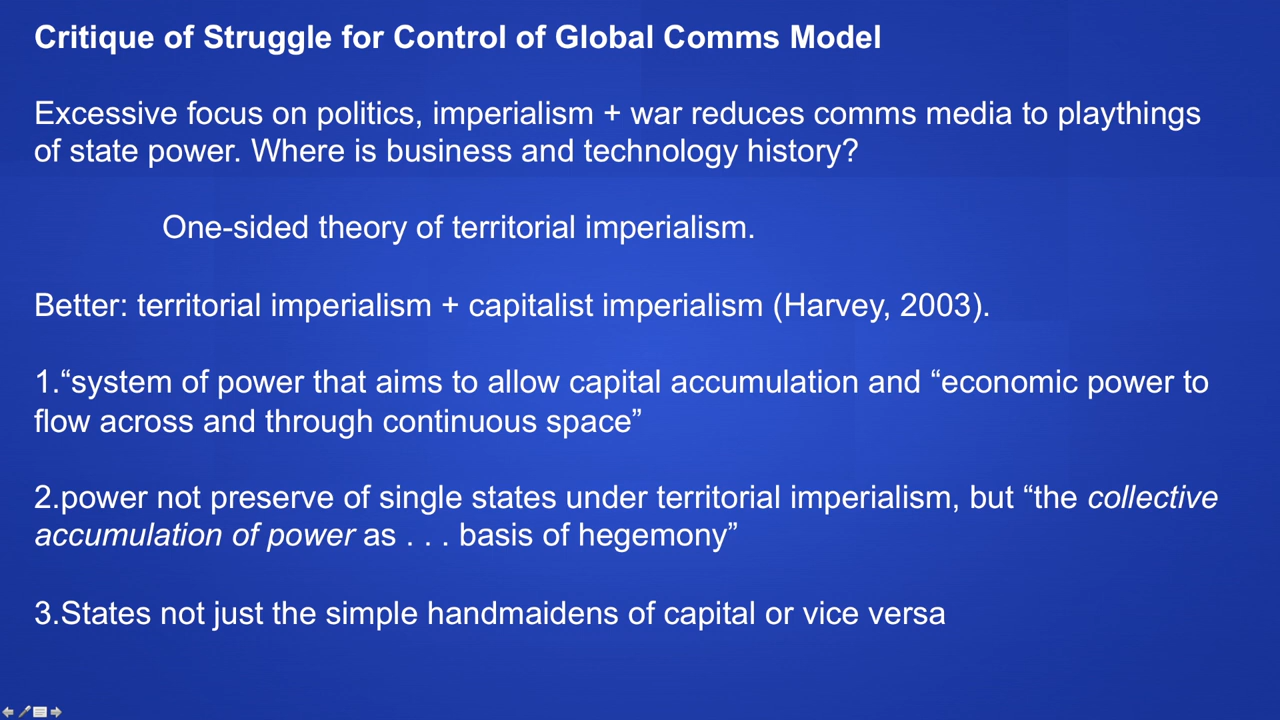 Critique of Struggle for Control of Global Comms Model
Excessive focus on politics, imperialism + war reduces comms media to playthings
of state power. Where is business and technology history?
One-sided theory of territorial imperialism.
Better: territorial imperialism + capitalist imperialism (Harvey, 2003).
1.“system of power that aims to allow capital accumulation and “economic power to
flow across and through continuous space”
2.power not preserve of single states under territorial imperialism, but “the collective
accumulation of power as . . . basis of hegemony”
3.States not just the simple handmaidens of capital or vice versa